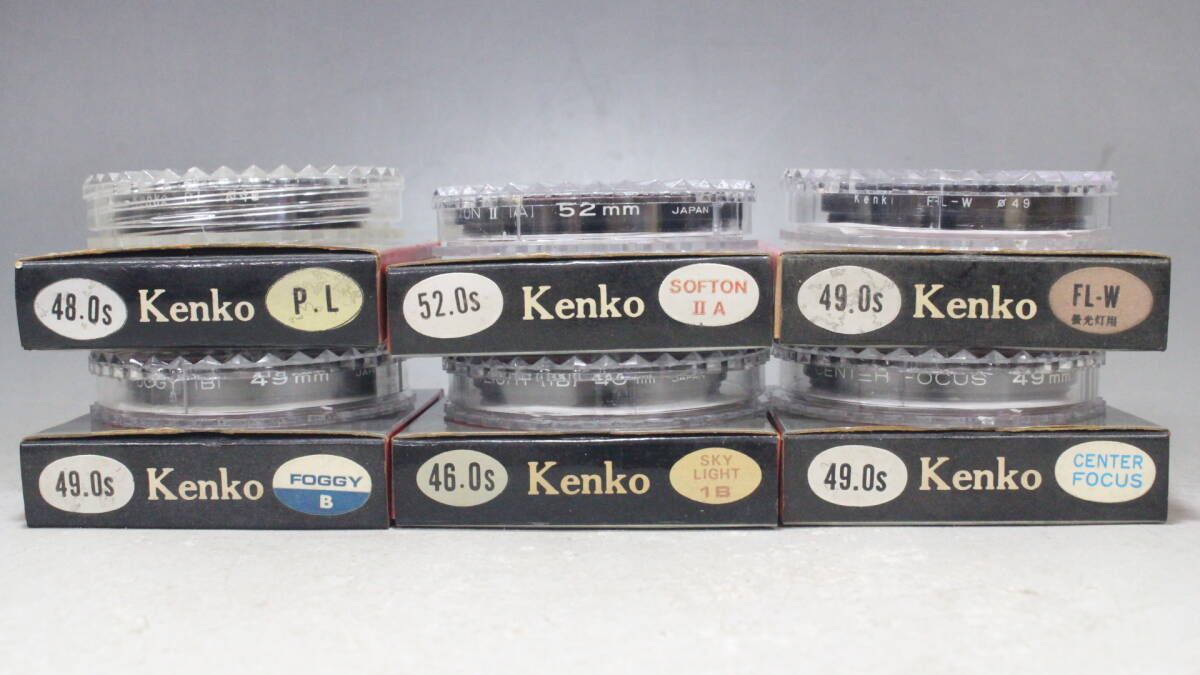 52mm JAPAN
Kenko FL-W ø49
48.0s Kenko P.L
52.0s Kenko SOFTON
II A
49.0s Kenko FL-W
螢光灯用
49mm
CENTER FOCUS 49mm
49.0s Kenko FOGGY
B
46.0s Kenko SKY
LIGHT
1B
49.0s Kenko CENTER
FOCUS